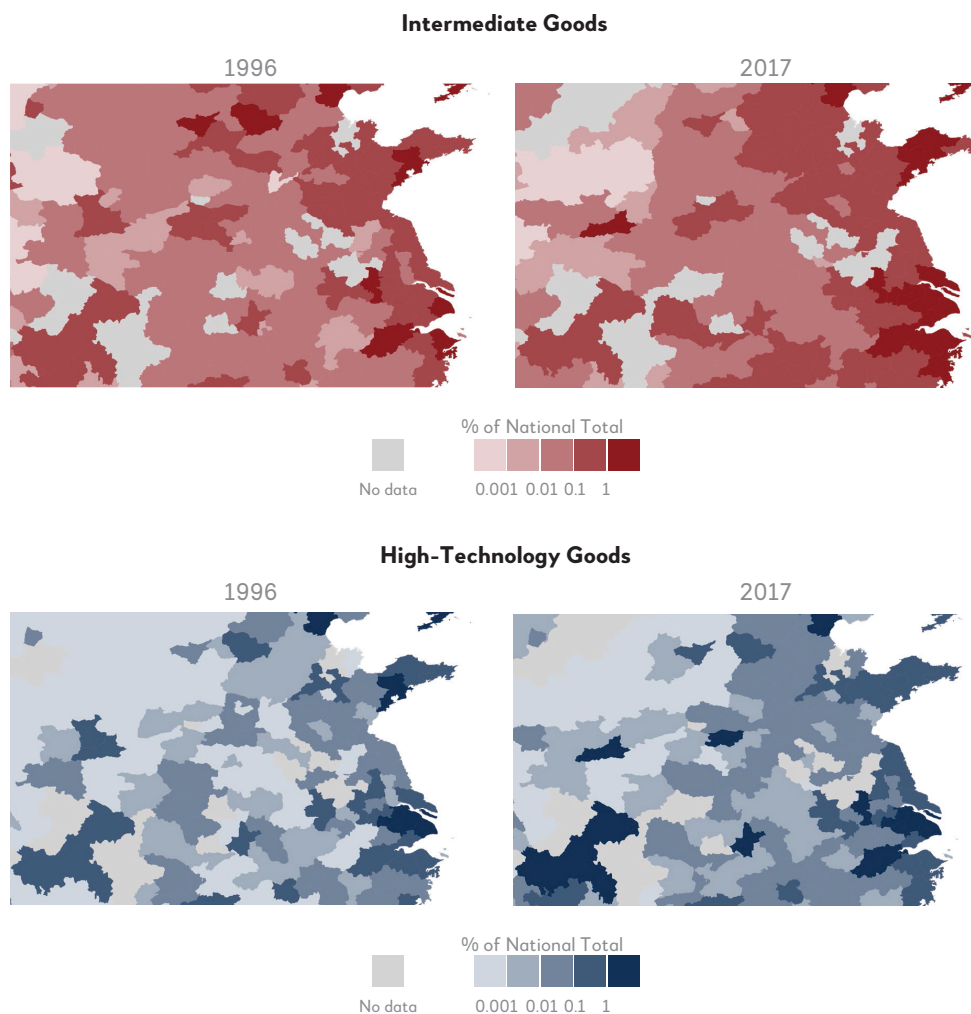 Intermediate Goods
1996 2017
% of National Total
No data 0.001 0.01 0.1 1
High-Technology Goods
1996 2017
% of National Total
No data 0.001 0.01 0.1 1